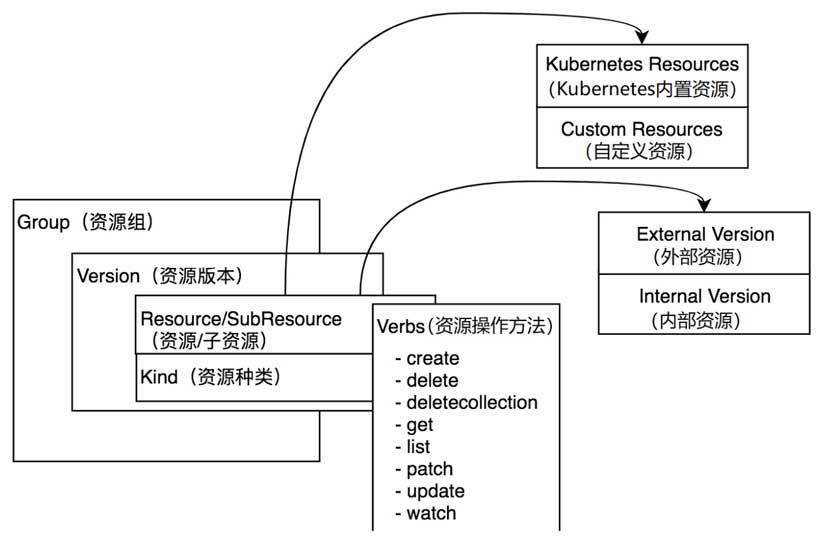 Kubernetes Resources
（Kubernetes内置资源）
Custom Resources
（自定义资源）
Group（资源组）
External Version
（外部资源）
Version（资源版本）
Internal Version
（内部资源）
Resource/SubResource
（资源/子资源）
Kind（资源种类）
Verbs（资源操作方法）
- create
- delete
- deletecollection
- get
- list
- patch
- update
- watch